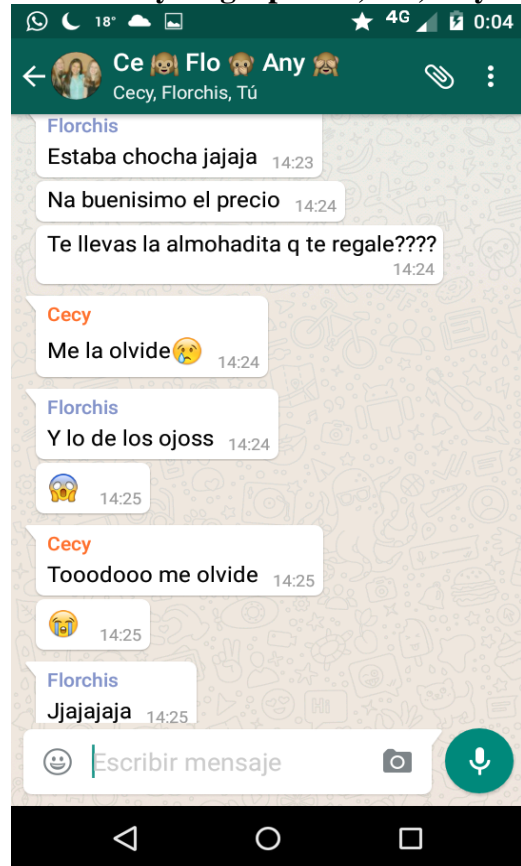 18° 4G 0:04
Ce 🙉 Flo 🙊 Any 🙈
Cecy, Florchis, Tú
Florchis
Estaba chocha jajaja 14:23
Na buenisimo el precio 14:24
Te llevas la almohadita q te regale????
14:24
Cecy
Me la olvide😢 14:24
Florchis
Y lo de los ojoss 14:24
😱 14:25
Cecy
Tooodooo me olvide 14:25
😭 14:25
Florchis
Jjajajaja 14:25
Escribir mensaje